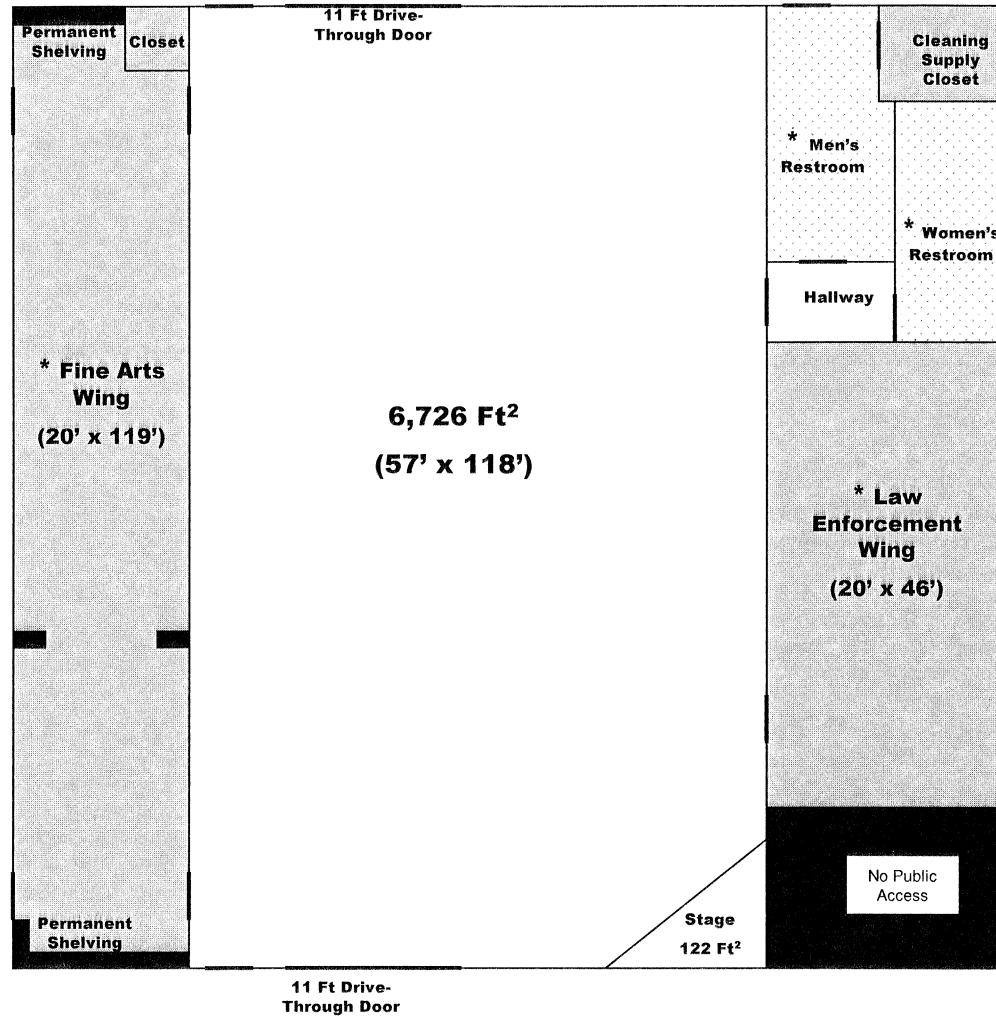 11 Ft Drive-
Through Door
Permanent
Shelving
Closet
Cleaning
Supply
Closet
* Men's
Restroom
* Women's
Restroom
Hallway
* Fine Arts
Wing
(20' x 119')
6,726 Ft²
(57' x 118')
* Law
Enforcement
Wing
(20' x 46')
No Public
Access
Permanent
Shelving
Stage
122 Ft²
11 Ft Drive-
Through Door